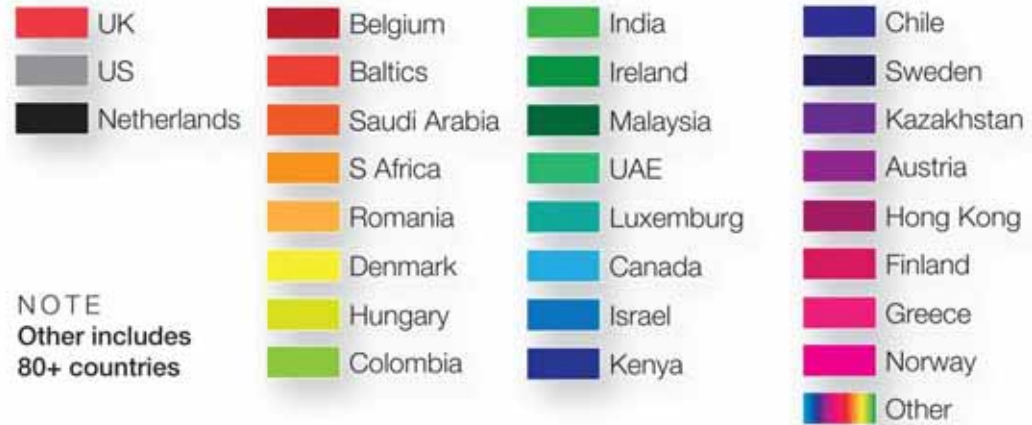 UK
US
Netherlands
NOTE
Other includes
80+ countries
Belgium
Baltics
Saudi Arabia
S Africa
Romania
Denmark
Hungary
Colombia
India
Ireland
Malaysia
UAE
Luxemburg
Canada
Israel
Kenya
Chile
Sweden
Kazakhstan
Austria
Hong Kong
Finland
Greece
Norway
Other